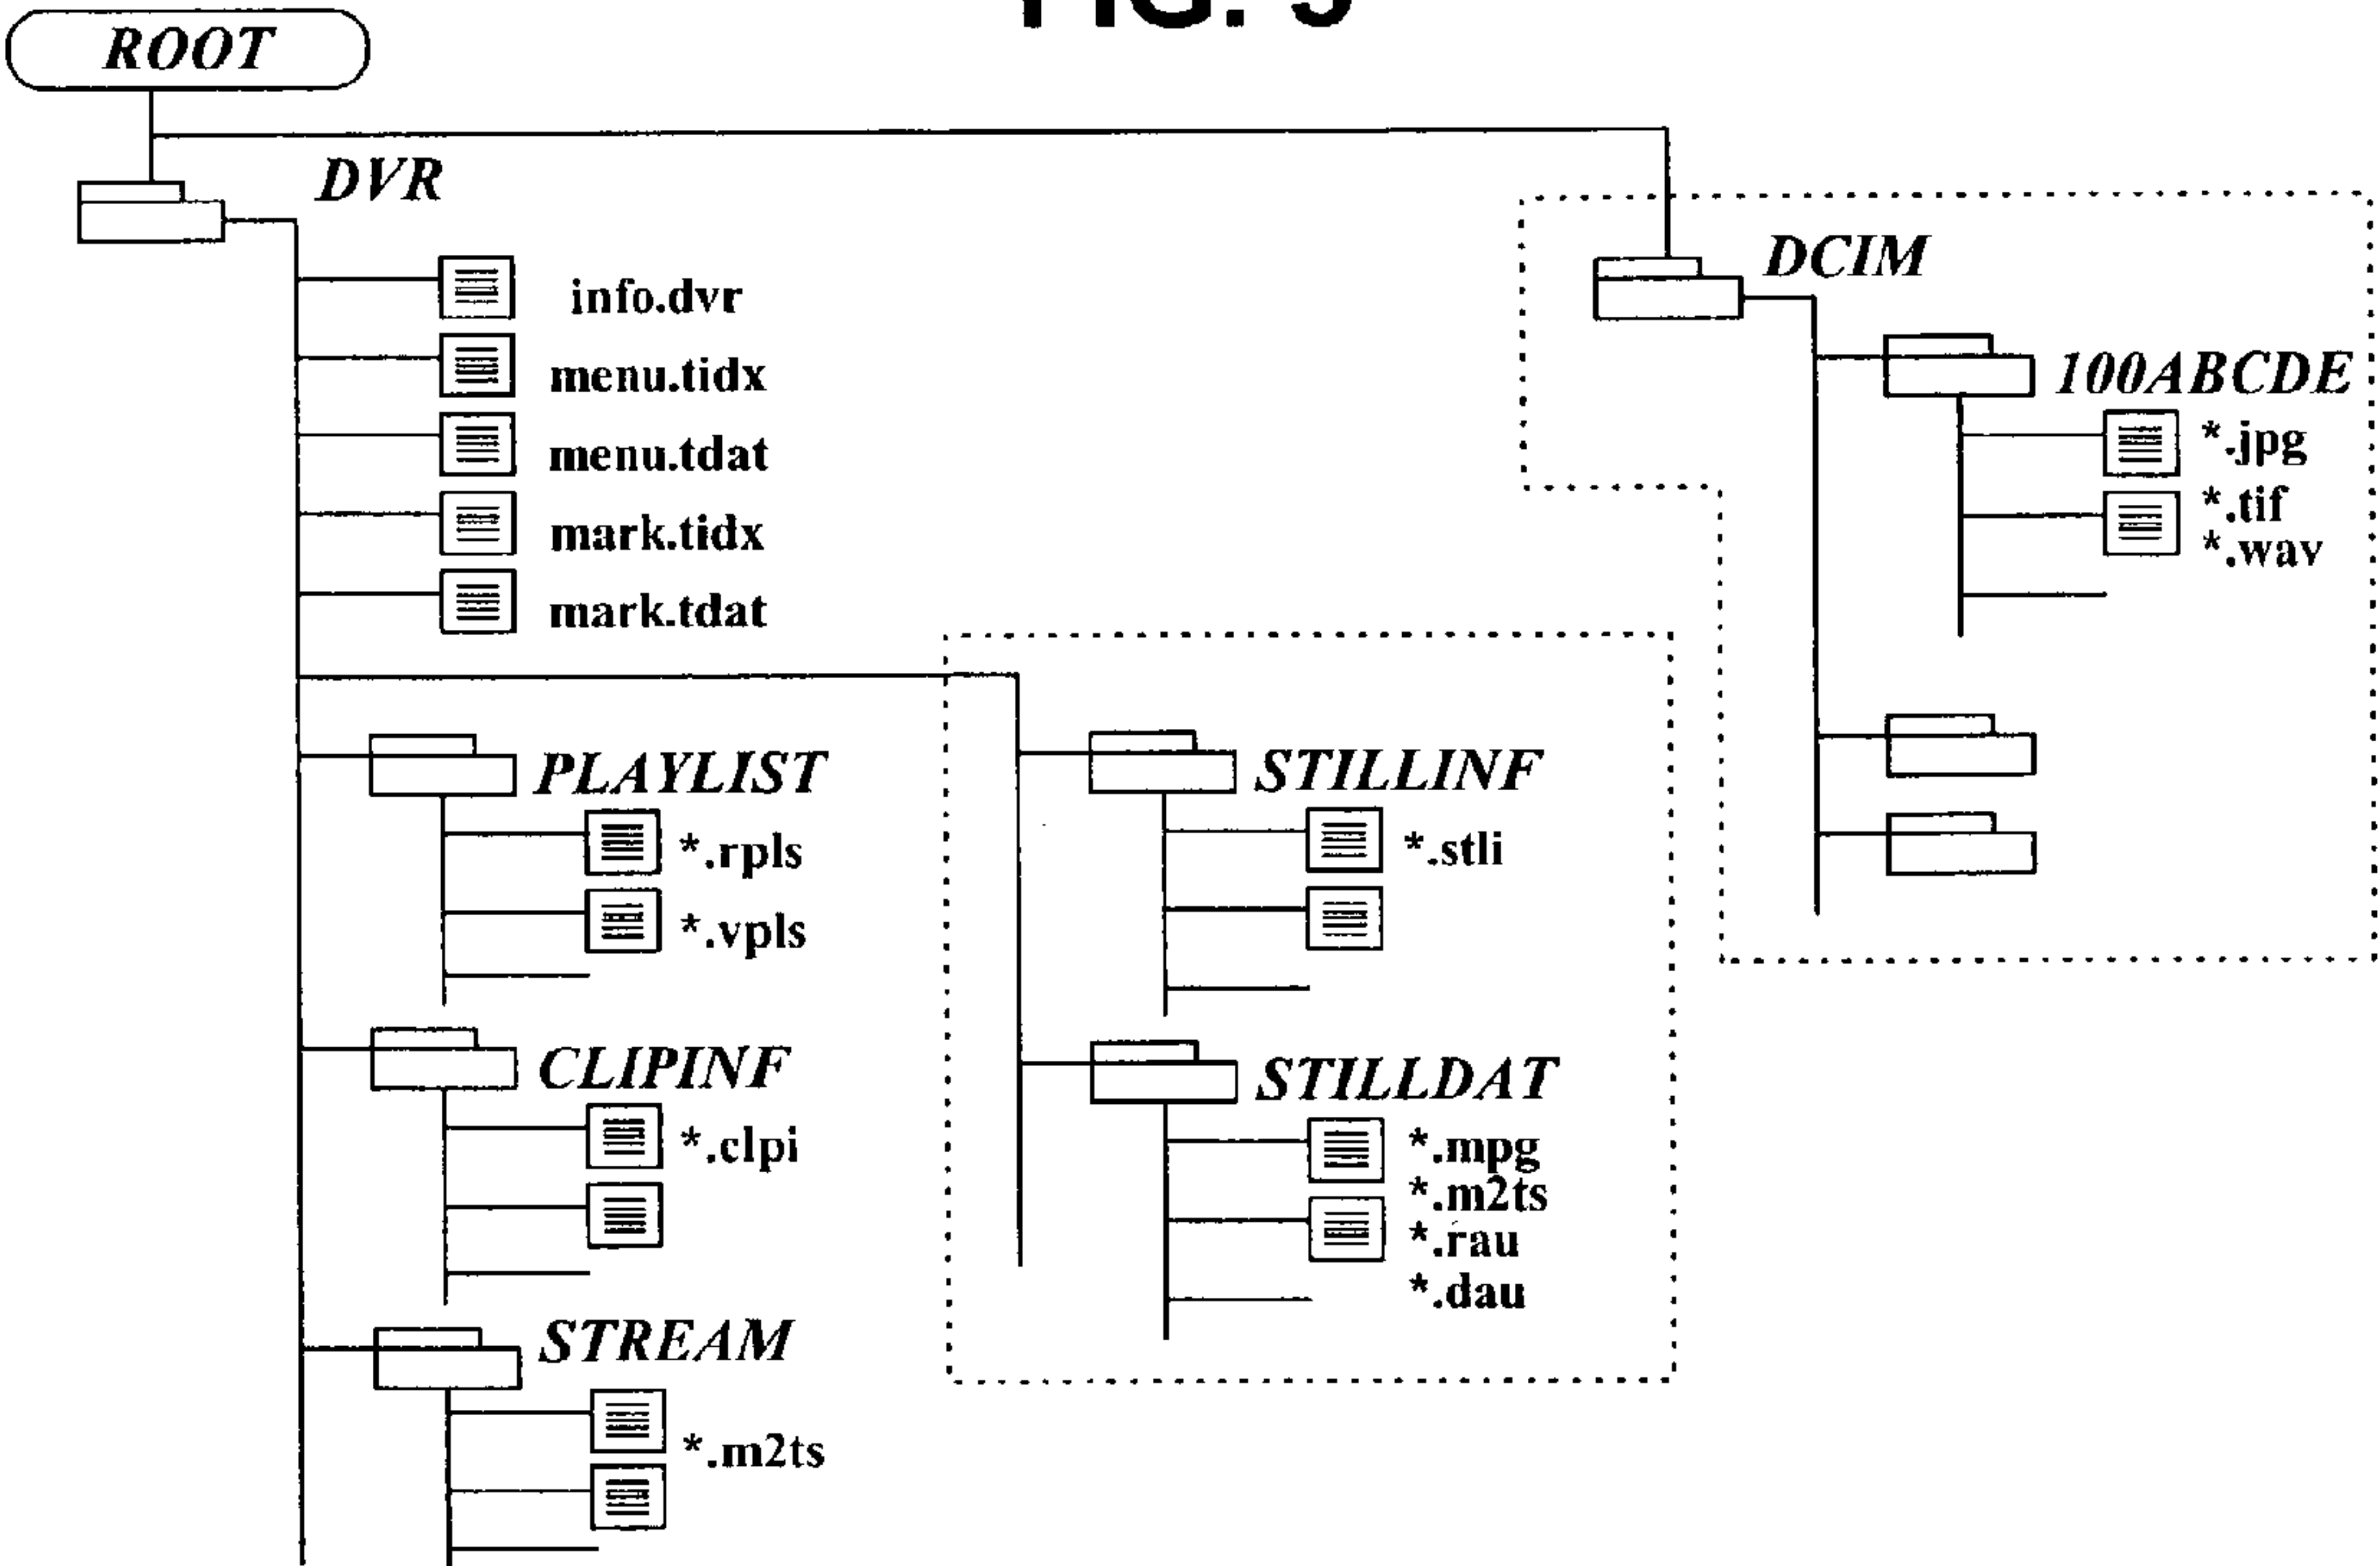 ROOT
DVR
info.dvr
menu.tidx
menu.tdat
mark.tidx
mark.tdat
PLAYLIST
*.rpls
*.vpls
CLIPINF
*.clpi
STREAM
*.m2ts
STILLINF
*.stli
STILLDAT
*.mpg
*.m2ts
*.rau
*.dau
DCIM
100ABCDE
*.jpg
*.tif
*.wav